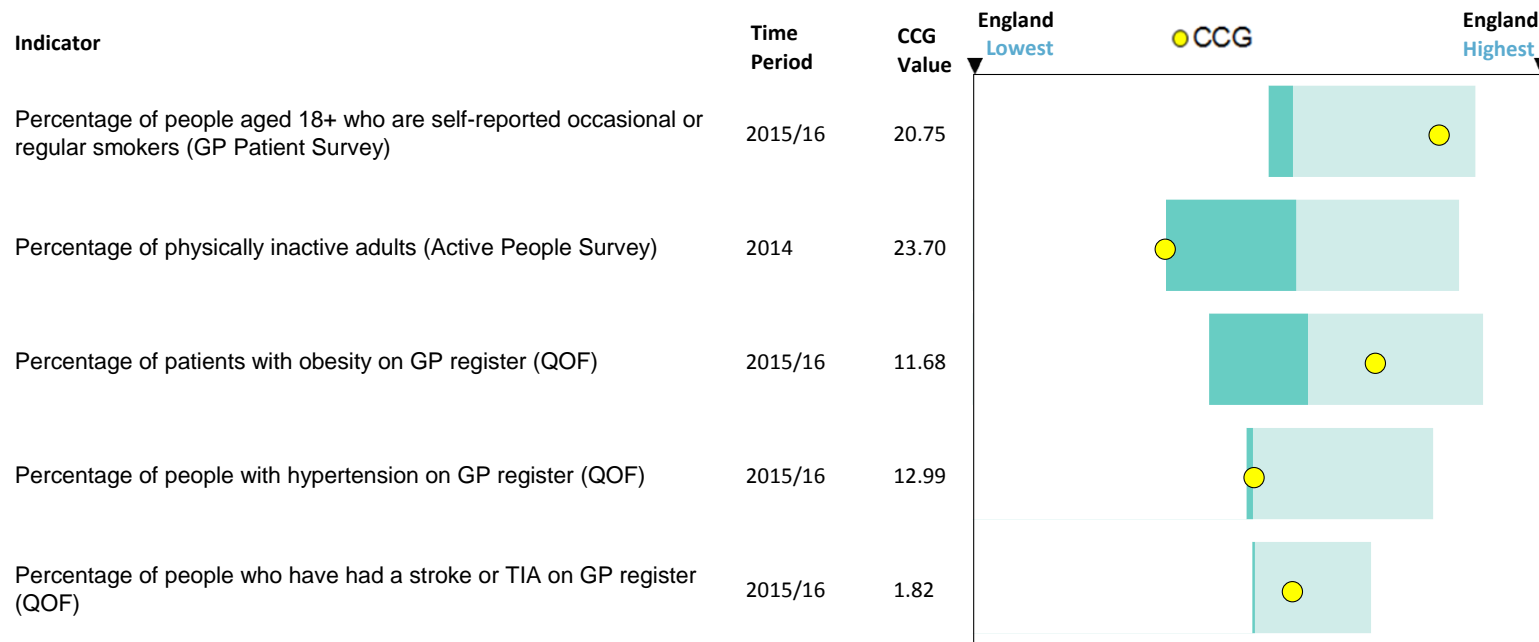 Indicator
Time
Period
CCG
Value
England
Lowest
CCG
England
Highest
Percentage of people aged 18+ who are self-reported occasional or
regular smokers (GP Patient Survey)
2015/16
20.75
Percentage of physically inactive adults (Active People Survey)
2014
23.70
Percentage of patients with obesity on GP register (QOF)
2015/16
11.68
Percentage of people with hypertension on GP register (QOF)
2015/16
12.99
Percentage of people who have had a stroke or TIA on GP register
(QOF)
2015/16
1.82